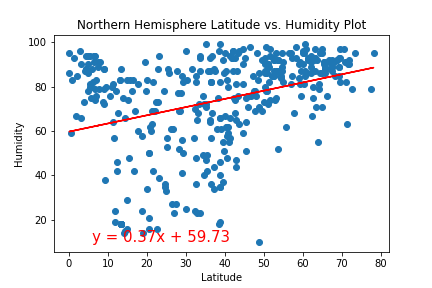 Northern Hemisphere Latitude vs. Humidity Plot
100
80
60
40
20
Humidity
y = 0.37x + 59.73
0 10 20 30 40 50 60 70 80
Latitude